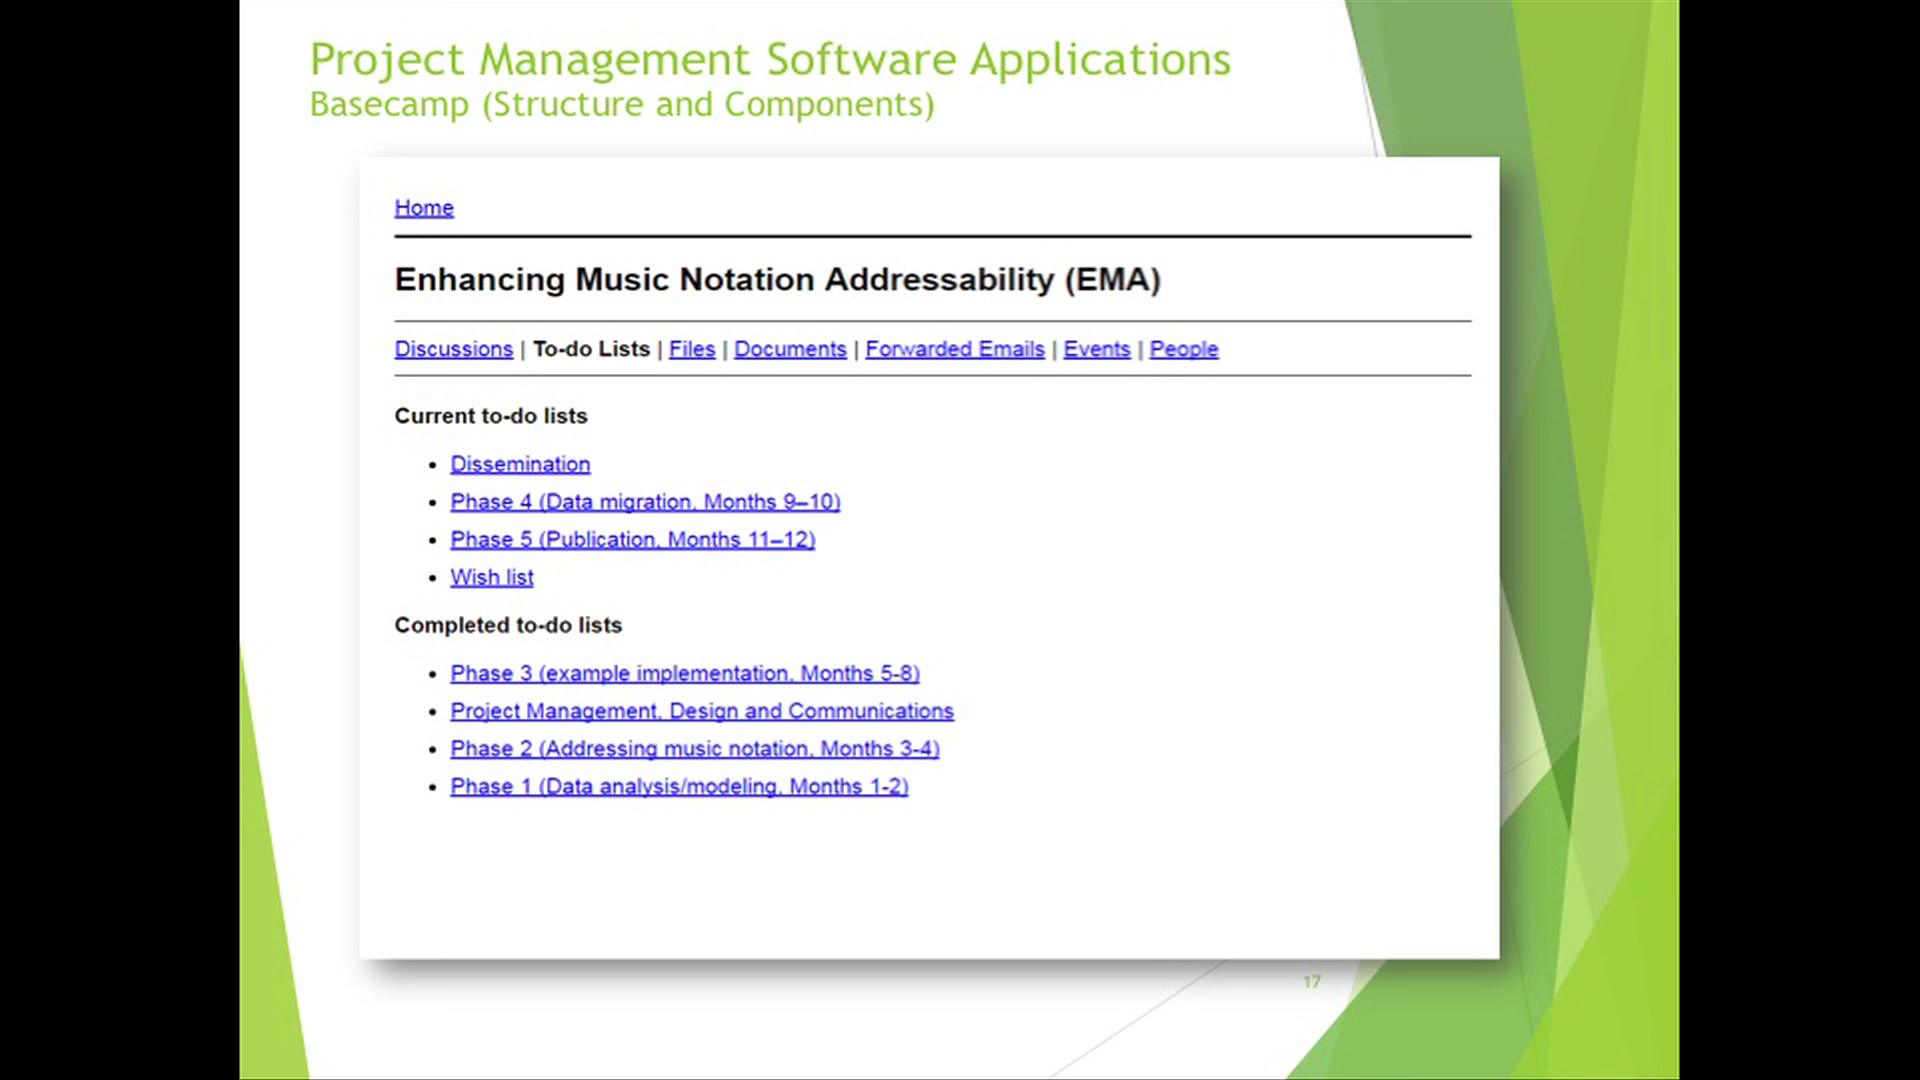 Project Management Software Applications
Basecamp (Structure and Components)
Home
Enhancing Music Notation Addressability (EMA)
Discussions | To-do Lists | Files | Documents | Forwarded Emails | Events | People
Current to-do lists
• Dissemination
• Phase 4 (Data migration, Months 9–10)
• Phase 5 (Publication, Months 11–12)
• Wish list
Completed to-do lists
• Phase 3 (example implementation, Months 5-8)
• Project Management, Design and Communications
• Phase 2 (Addressing music notation, Months 3-4)
• Phase 1 (Data analysis/modeling, Months 1-2)
17